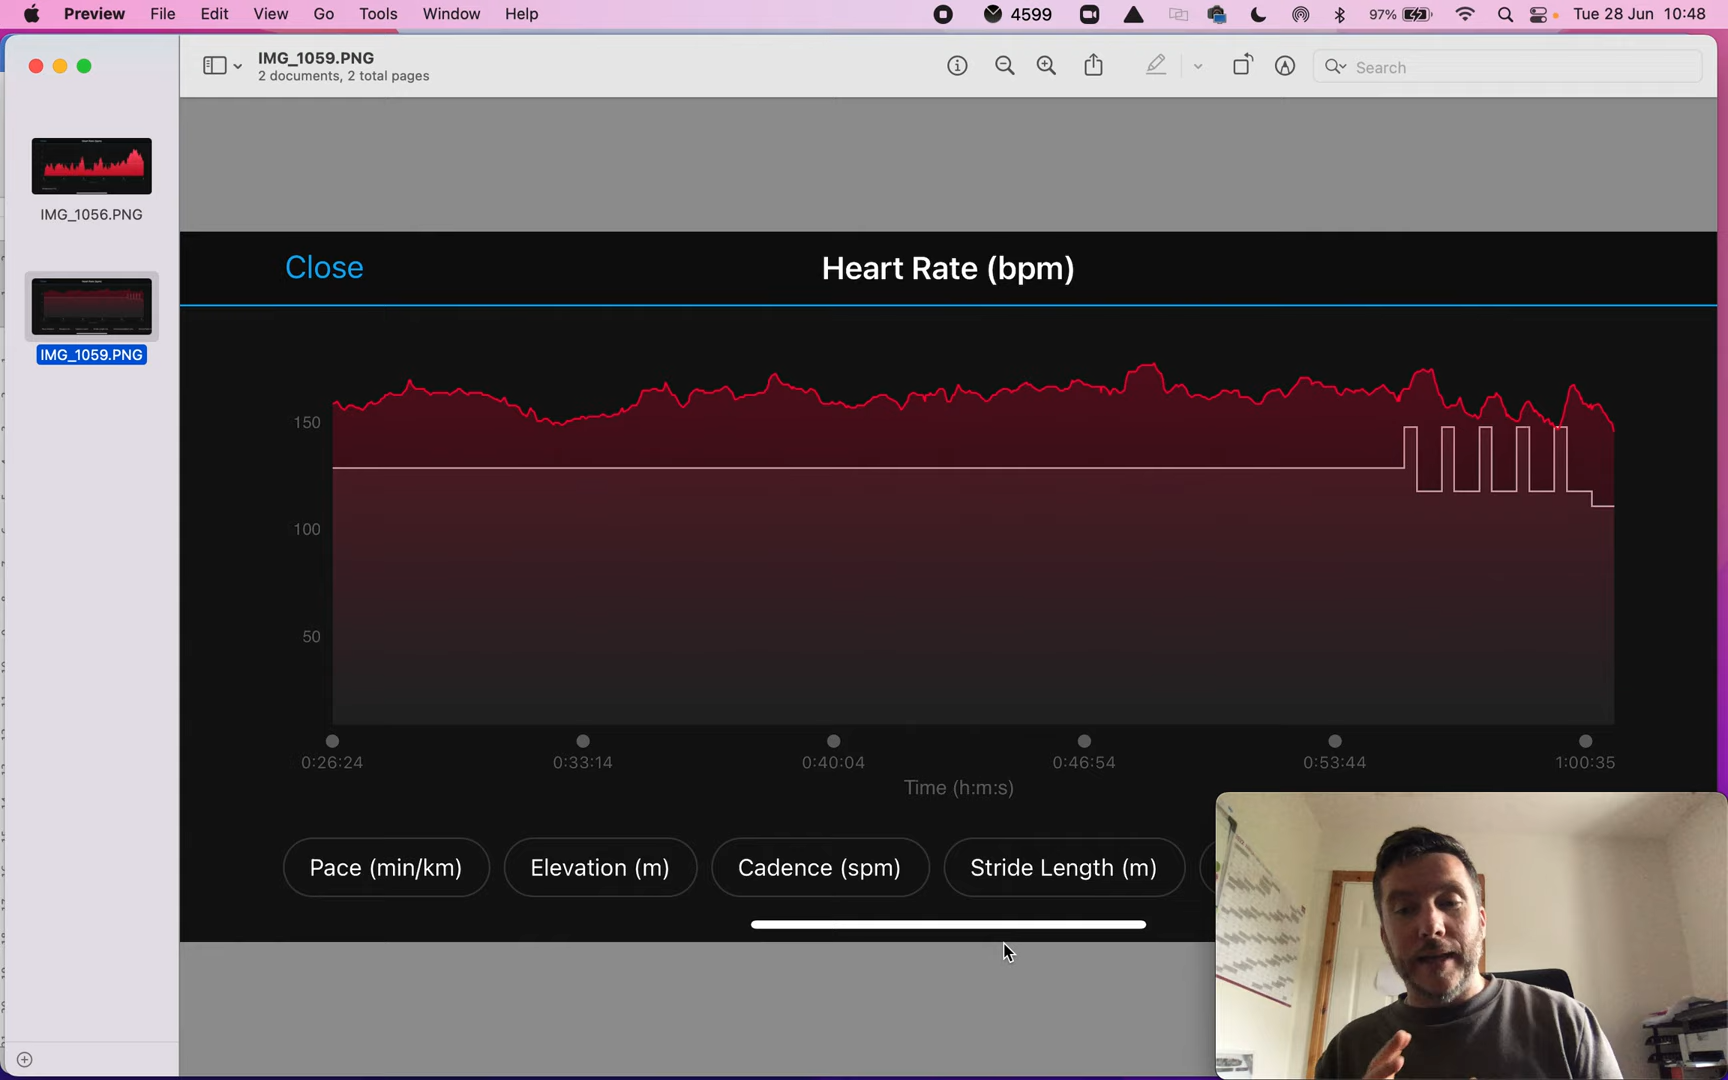 Preview File Edit View Go Tools Window Help 4599 97% Tue 28 Jun 10:48
IMG_1059.PNG
2 documents, 2 total pages
Search
IMG_1056.PNG
IMG_1059.PNG
Close
Heart Rate (bpm)
150
100
50
0:26:24 0:33:14 0:40:04 0:46:54 0:53:44 1:00:35
Time (h:m:s)
Pace (min/km) Elevation (m) Cadence (spm) Stride Length (m)